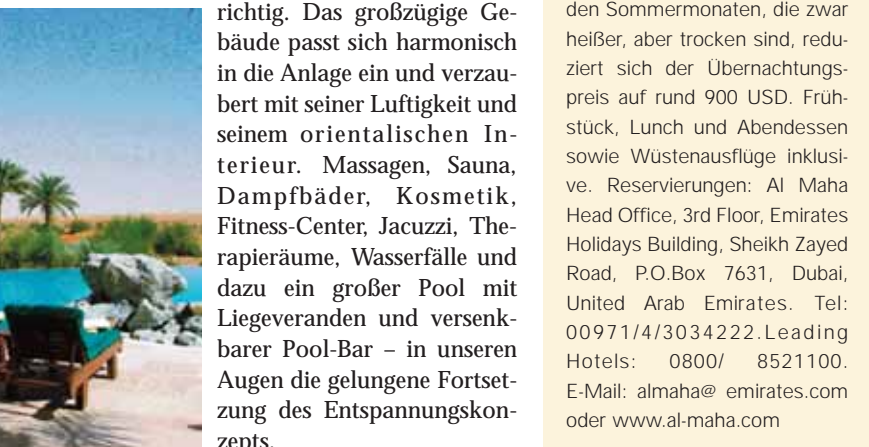 richtig. Das großzügige Ge-
bäude passt sich harmonisch
in die Anlage ein und verzau-
bert mit seiner Luftigkeit und
seinem orientalischen In-
terieur. Massagen, Sauna,
Dampfbäder, Kosmetik,
Fitness-Center, Jacuzzi, The-
rapieräume, Wasserfälle und
dazu ein großer Pool mit
Liegeveranden und versenk-
barer Pool-Bar – in unseren
Augen die gelungene Fortset-
zung des Entspannungskon-
zepts.
den Sommermonaten, die zwar
heißer, aber trocken sind, redu-
ziert sich der Übernachtungs-
preis auf rund 900 USD. Früh-
stück, Lunch und Abendessen
sowie Wüstenausflüge inklusi-
ve. Reservierungen: Al Maha
Head Office, 3rd Floor, Emirates
Holidays Building, Sheikh Zayed
Road, P.O.Box 7631, Dubai,
United Arab Emirates. Tel:
00971/4/3034222.Leading
Hotels: 0800/ 8521100.
E-Mail: almaha@ emirates.com
oder www.al-maha.com